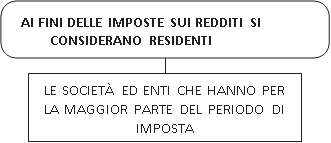 AI FINI DELLE IMPOSTE SUI REDDITI SI
CONSIDERANO RESIDENTI
LE SOCIETÀ ED ENTI CHE HANNO PER
LA MAGGIOR PARTE DEL PERIODO DI
IMPOSTA